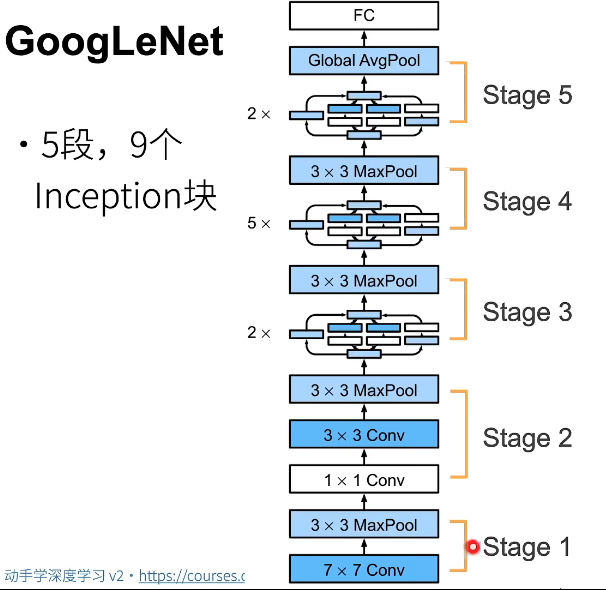 GoogLeNet
• 5段，9个
Inception块
FC
Global AvgPool
Stage 5
2 ×
3 × 3 MaxPool
Stage 4
5 ×
3 × 3 MaxPool
Stage 3
2 ×
3 × 3 MaxPool
3 × 3 Conv
Stage 2
1 × 1 Conv
3 × 3 MaxPool
Stage 1
7 × 7 Conv
动手学深度学习 v2 • https://courses.